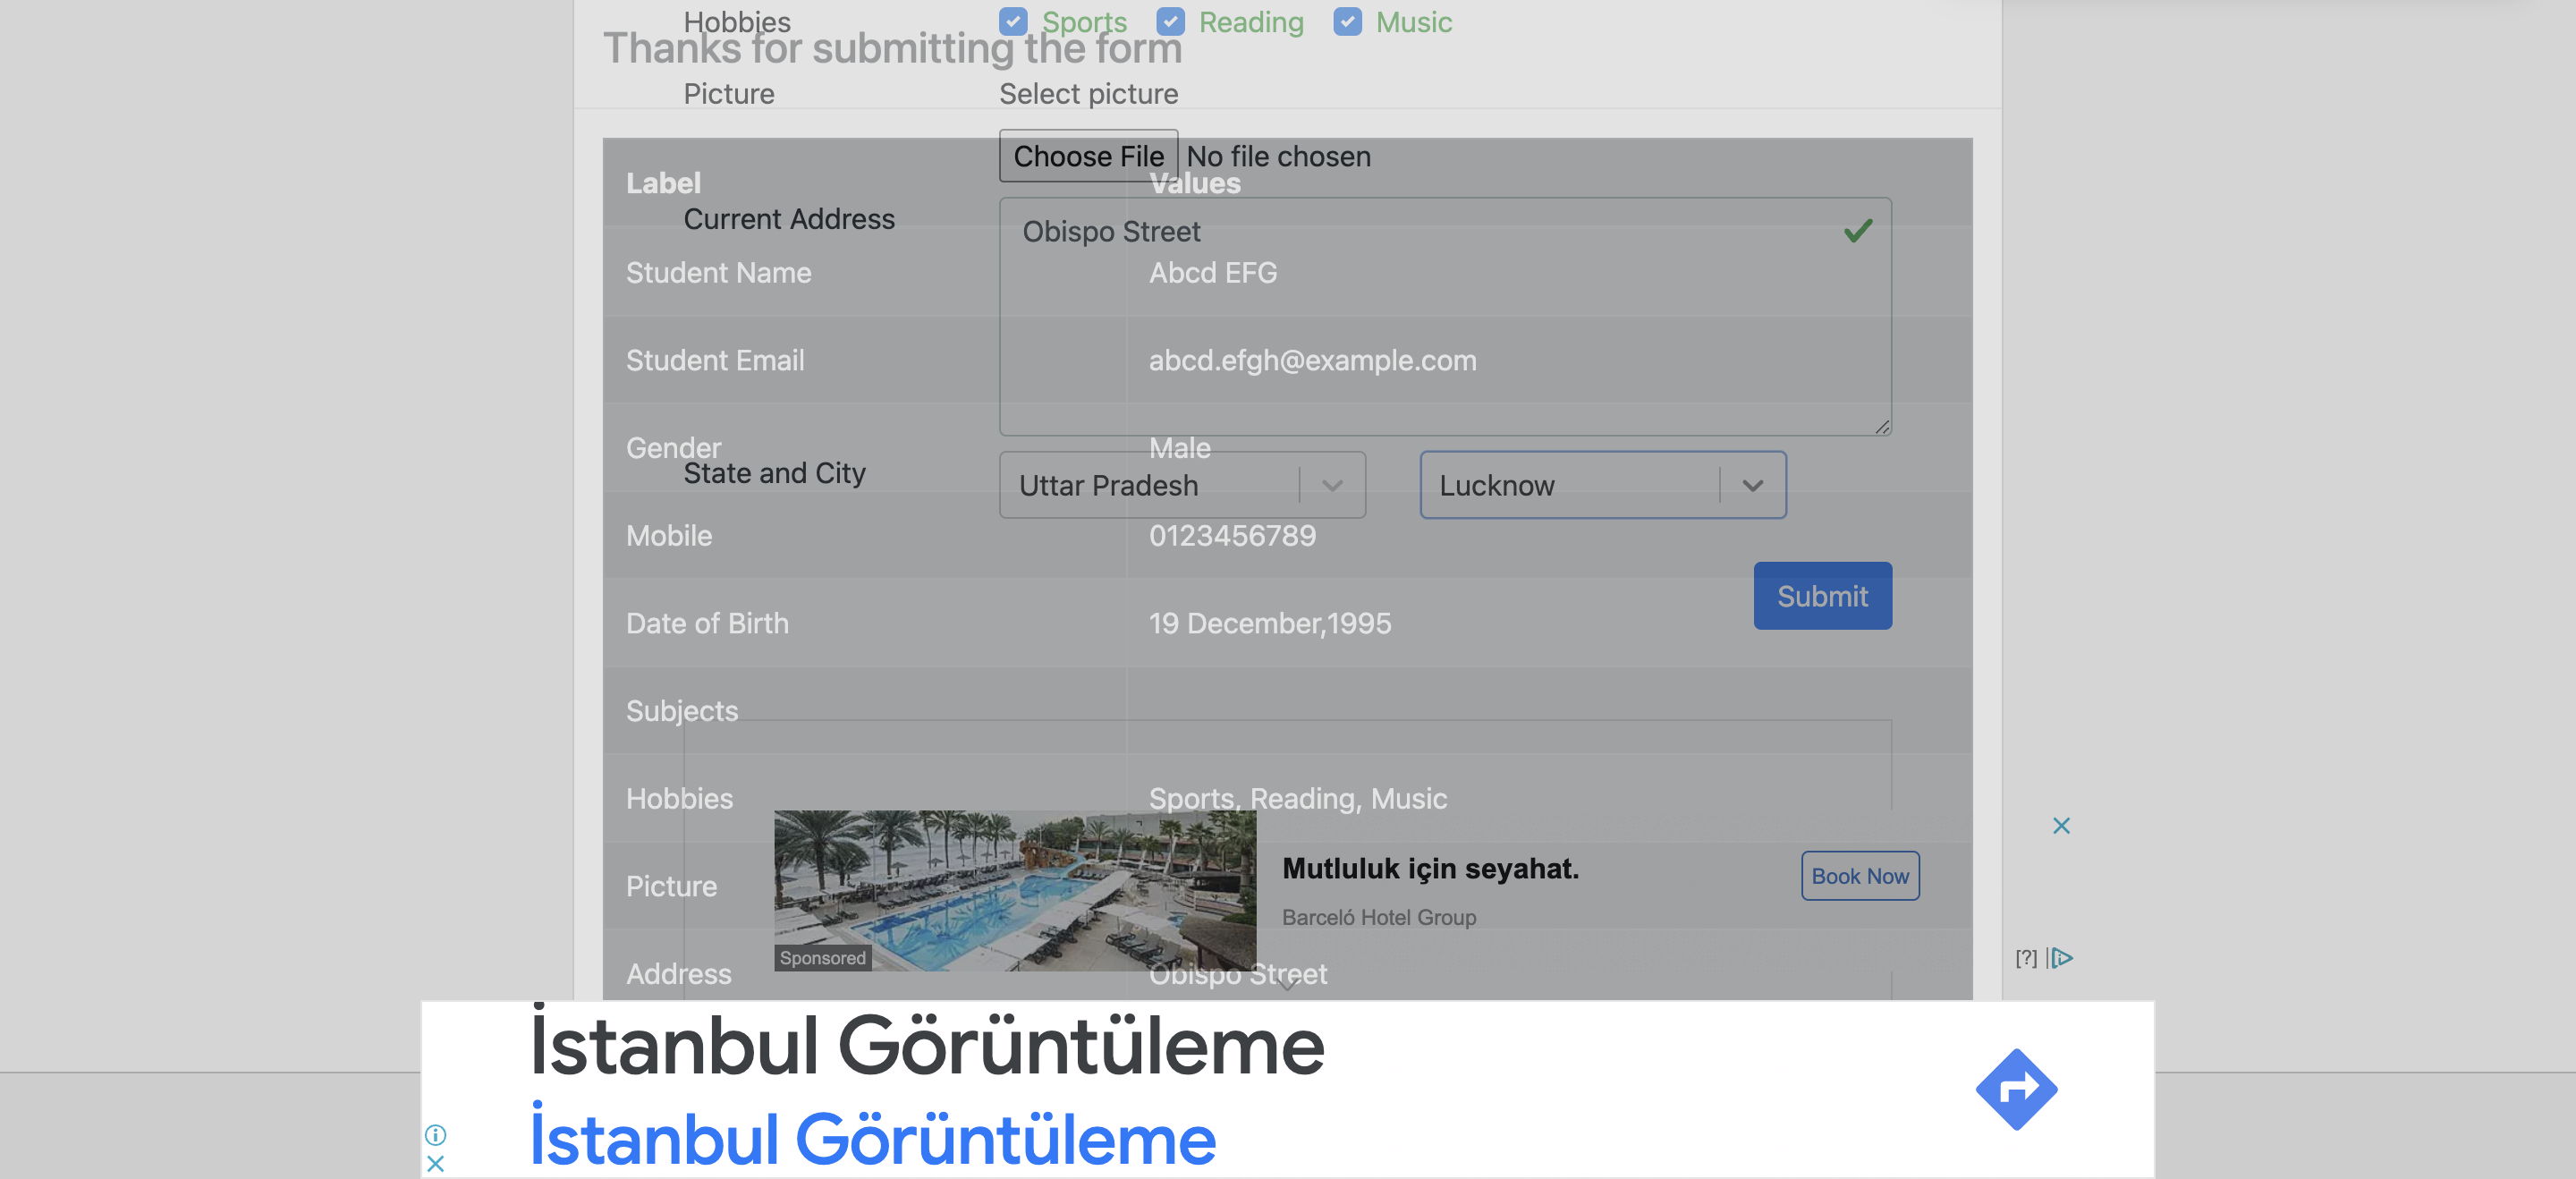 Hobbies Sports Reading Music
Thanks for submitting the form
Picture Select picture
Choose File No file chosen
Label Values
Current Address Obispo Street
Student Name Abcd EFG
Student Email abcd.efgh@example.com
Gender Male
State and City Uttar Pradesh Lucknow
Mobile 0123456789
Submit
Date of Birth 19 December,1995
Subjects
Hobbies Sports, Reading, Music
Mutluluk için seyahat.
Book Now
Picture
Barceló Hotel Group
Sponsored
[?]
Address Obispo Street
İstanbul Görüntüleme
İstanbul Görüntüleme